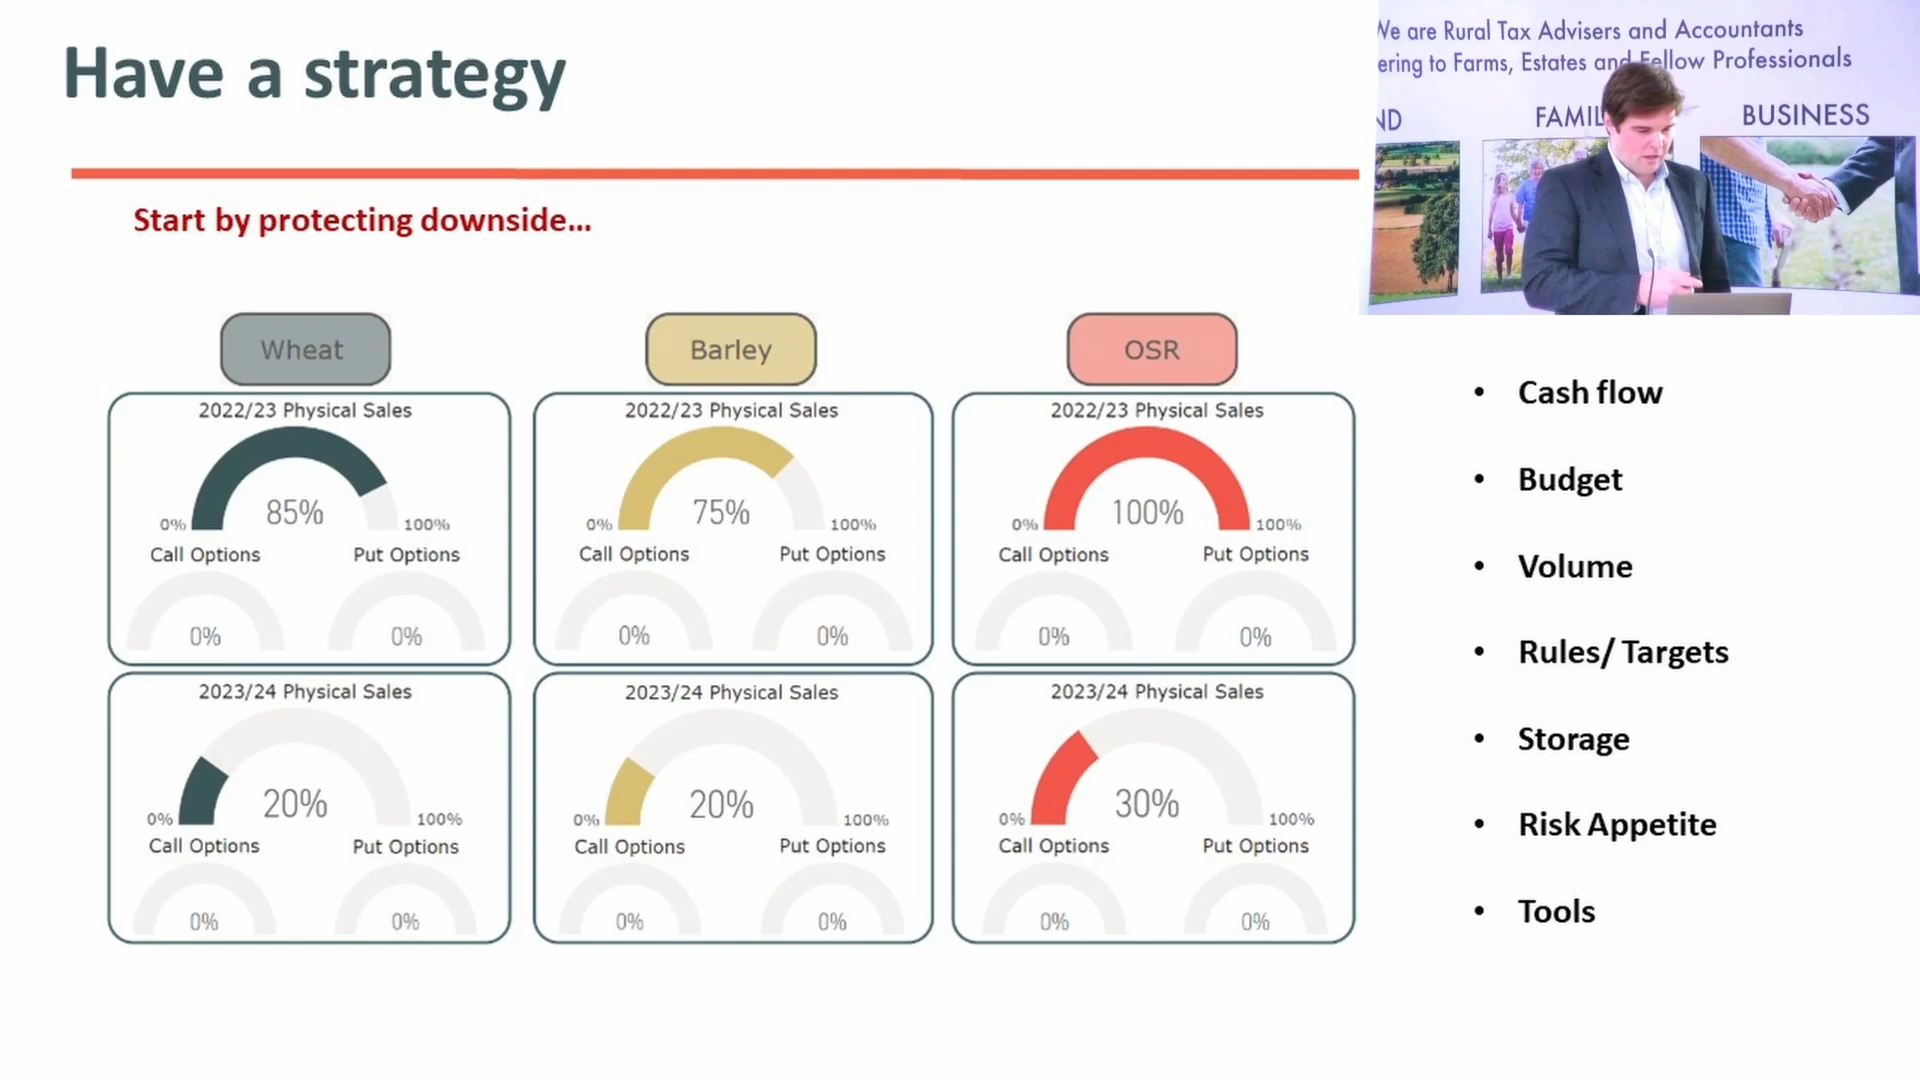 Have a strategy
We are Rural Tax Advisers and Accountants
ering to Farms, Estates and Fellow Professionals
ND
FAMIL
BUSINESS
Start by protecting downside...
Wheat
Barley
OSR
2022/23 Physical Sales
85%
0%
100%
Call Options
Put Options
0%
0%
2022/23 Physical Sales
75%
0%
100%
Call Options
Put Options
0%
0%
2022/23 Physical Sales
100%
0%
100%
Call Options
Put Options
0%
0%
2023/24 Physical Sales
20%
0%
100%
Call Options
Put Options
0%
0%
2023/24 Physical Sales
20%
0%
100%
Call Options
Put Options
0%
0%
2023/24 Physical Sales
30%
0%
100%
Call Options
Put Options
0%
0%
• Cash flow
• Budget
• Volume
• Rules/ Targets
• Storage
• Risk Appetite
• Tools